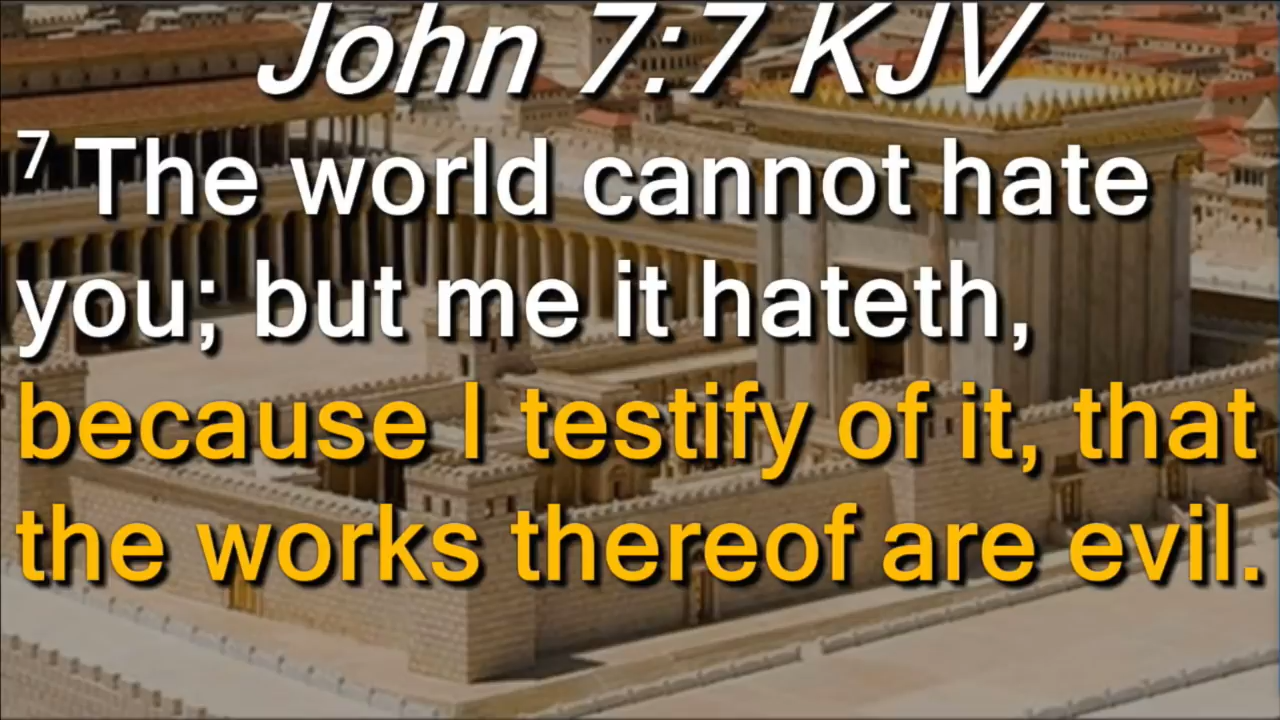 John 7:7 KJV
7 The world cannot hate
you; but me it hateth,
because I testify of it, that
the works thereof are evil.